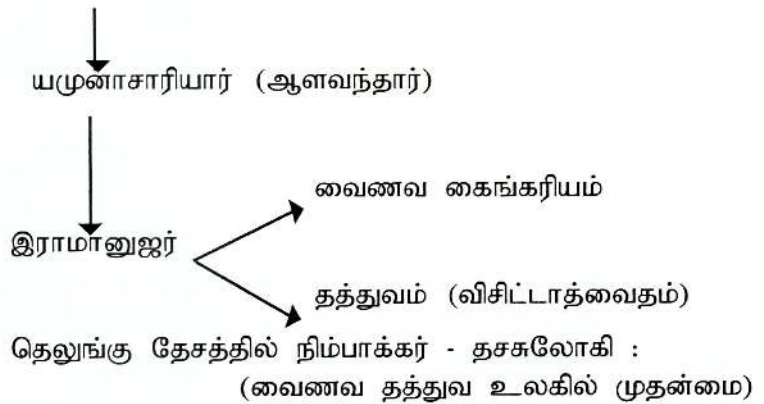 யமுனாசாரியார் (ஆளவந்தார்)
வைணவ கைங்கரியம்
இராமானுஜர்
தத்துவம் (விசிட்டாத்வைதம்)
தெலுங்கு தேசத்தில் நிம்பாக்கர் - தசசுலோகி :
(வைணவ தத்துவ உலகில் முதன்மை)